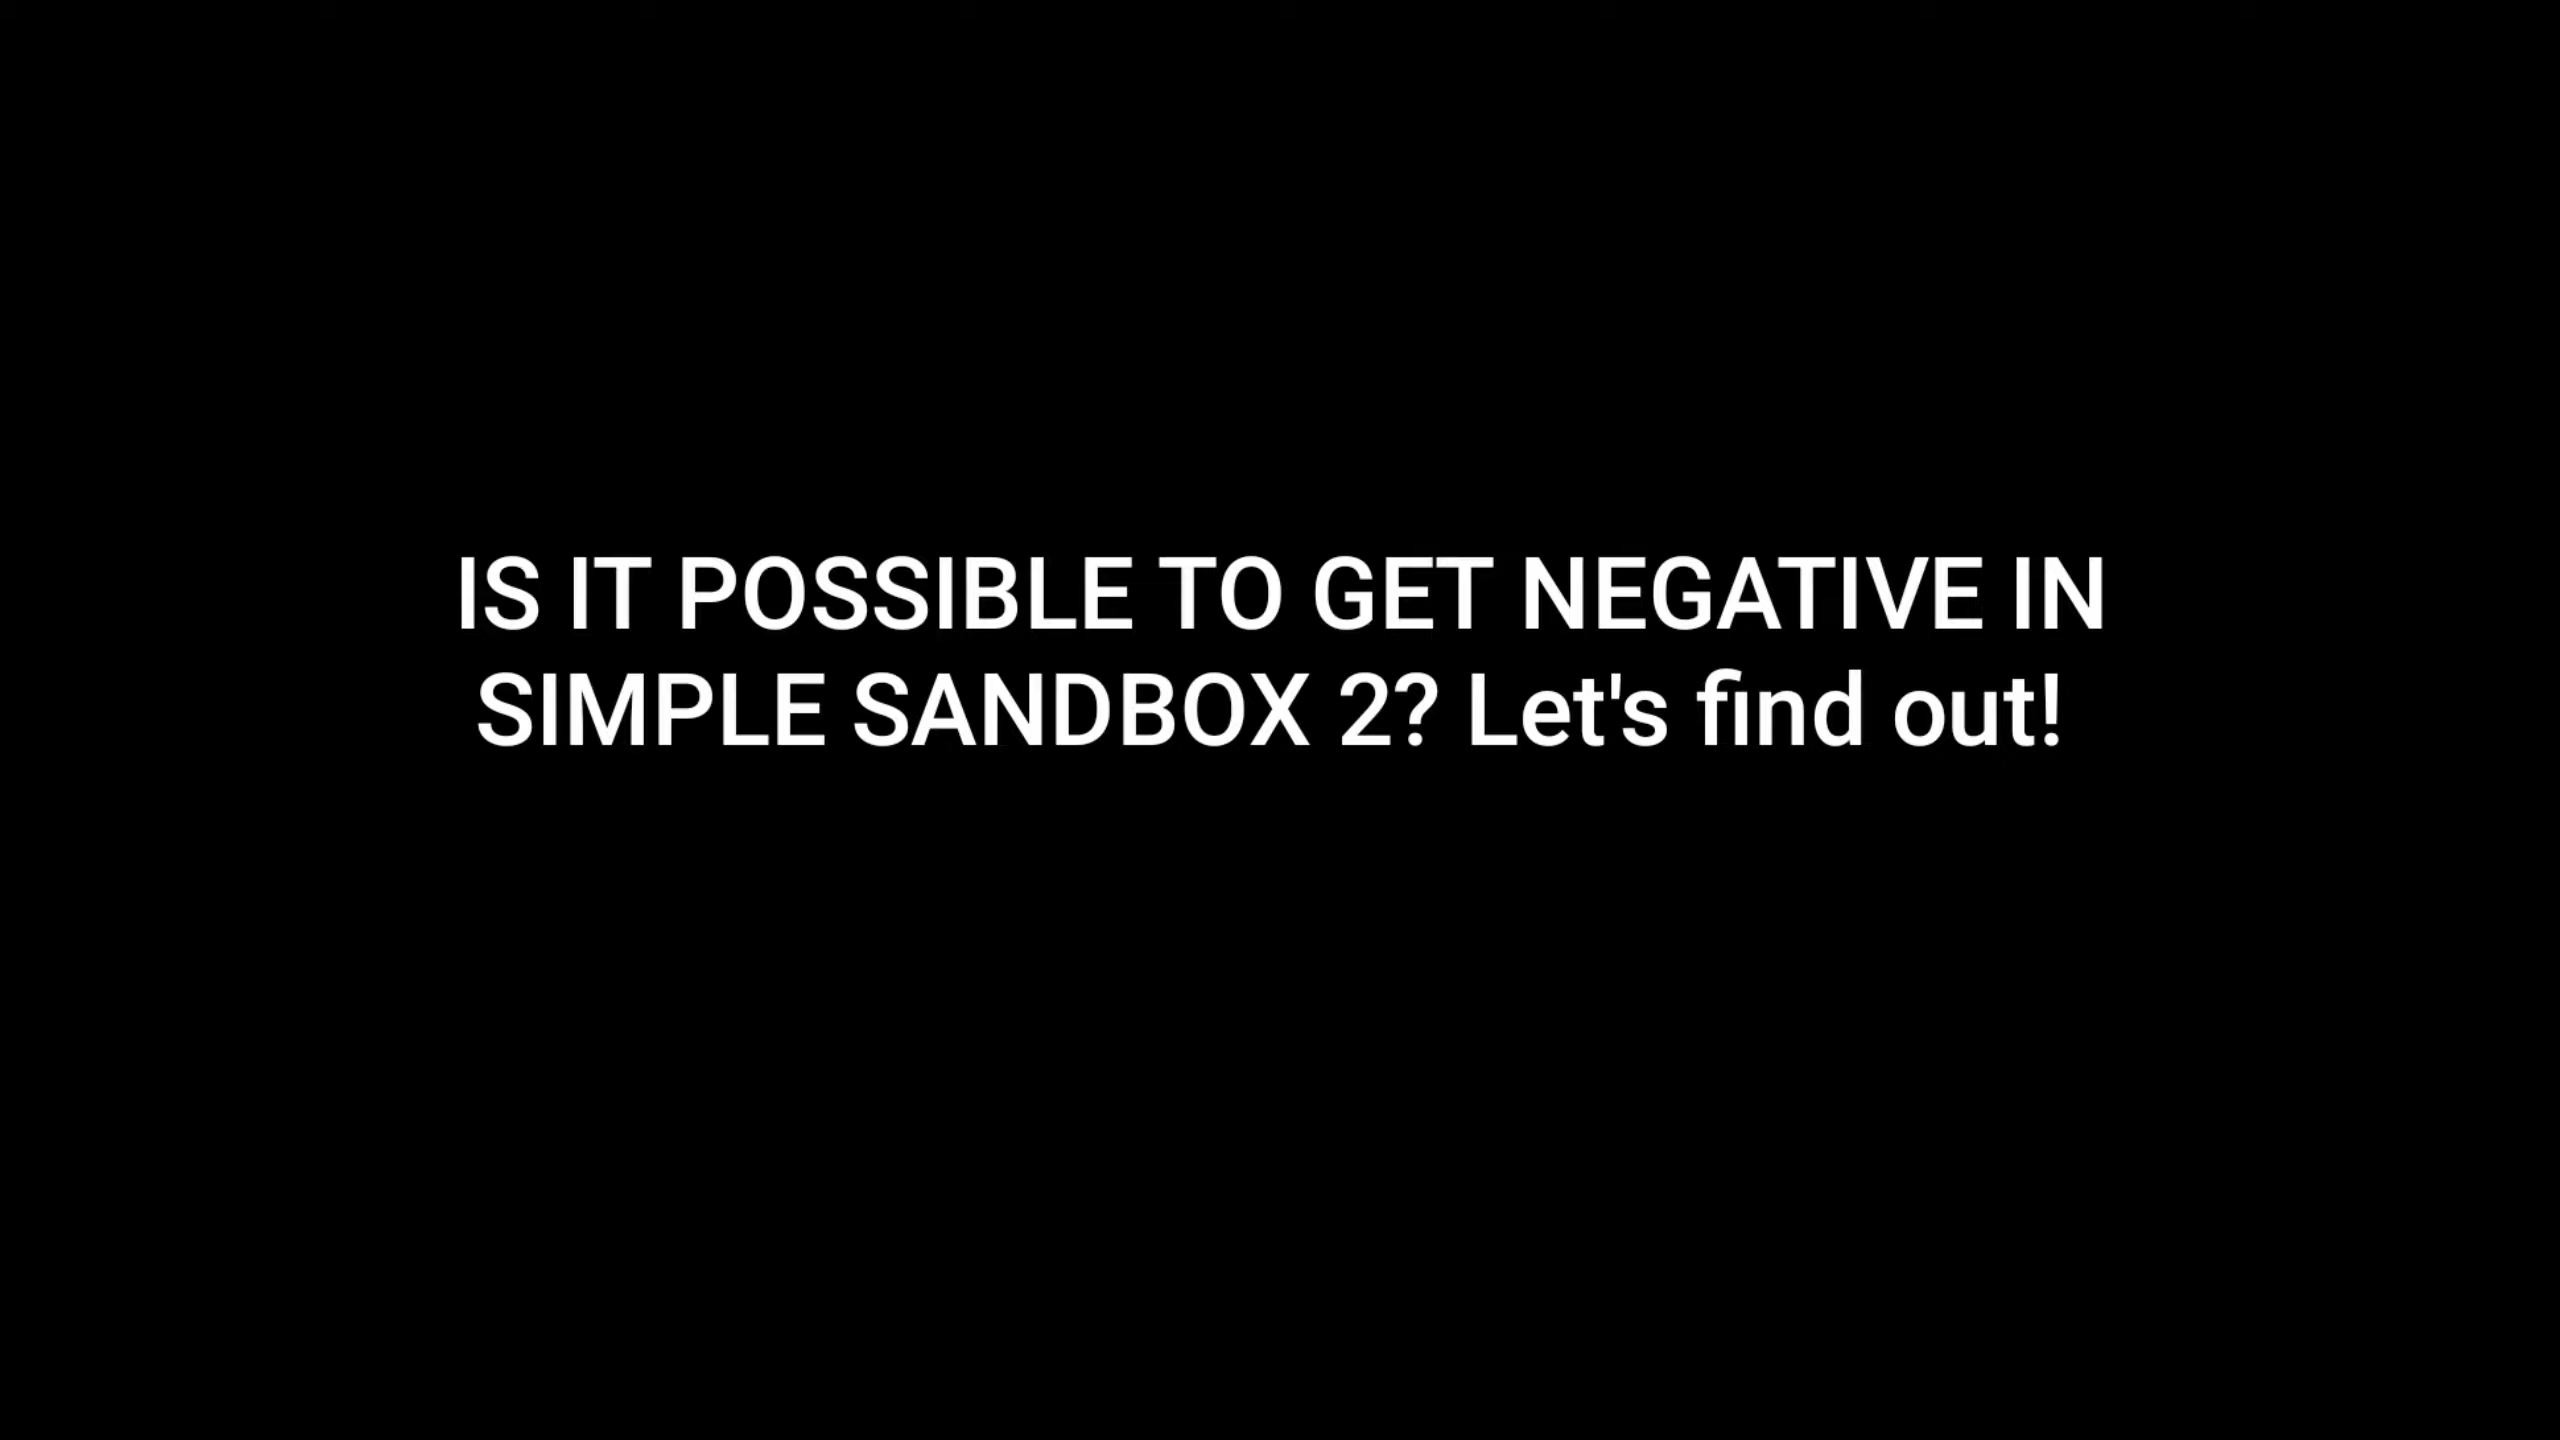 IS IT POSSIBLE TO GET NEGATIVE IN
SIMPLE SANDBOX 2? Let's find out!